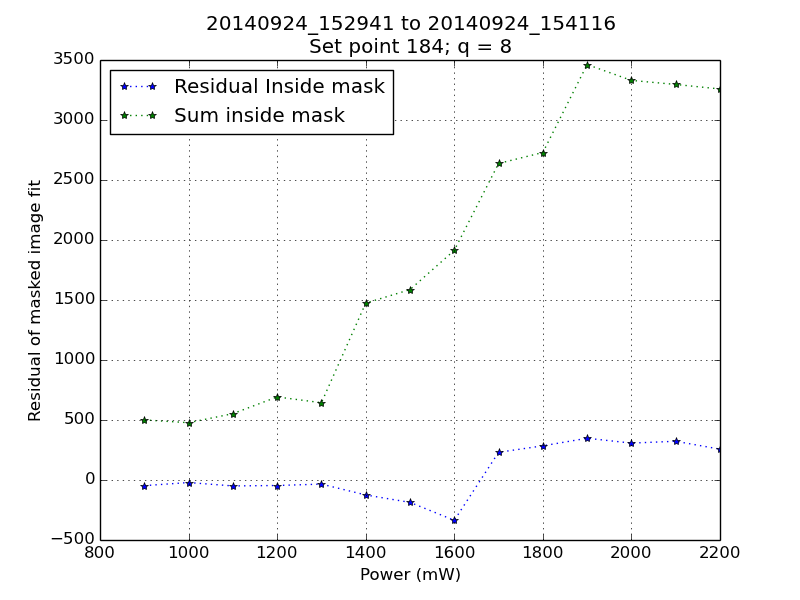 20140924_152941 to 20140924_154116
Set point 184; q = 8
Residual Inside mask
Sum inside mask
3500
3000
2500
2000
1500
1000
500
0
−500
Residual of masked image fit
800 1000 1200 1400 1600 1800 2000 2200
Power (mW)